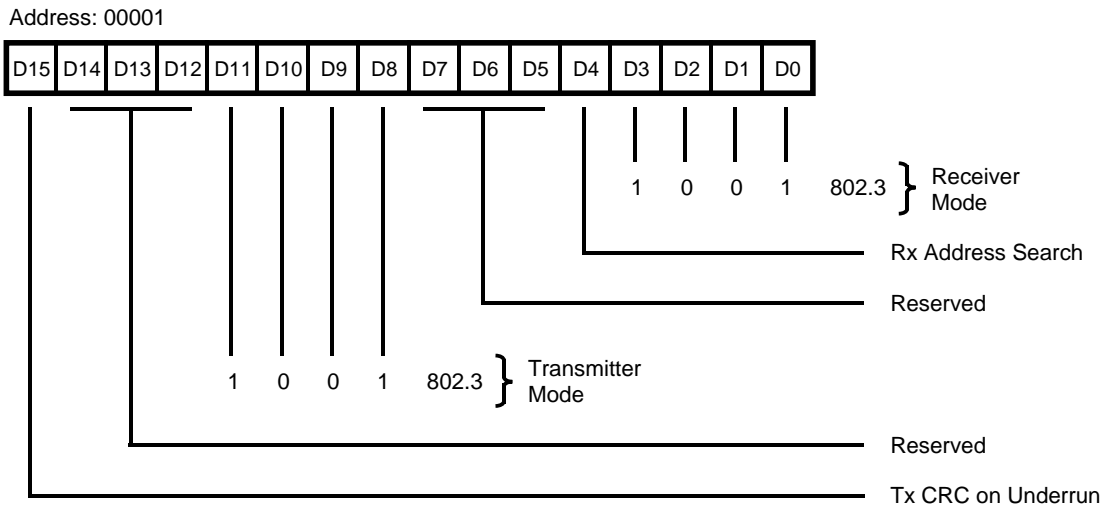 Address: 00001
D15 D14 D13 D12 D11 D10 D9 D8 D7 D6 D5 D4 D3 D2 D1 D0
1 0 0 1 802.3 } Receiver
Mode
Rx Address Search
Reserved
1 0 0 1 802.3 } Transmitter
Mode
Reserved
Tx CRC on Underrun